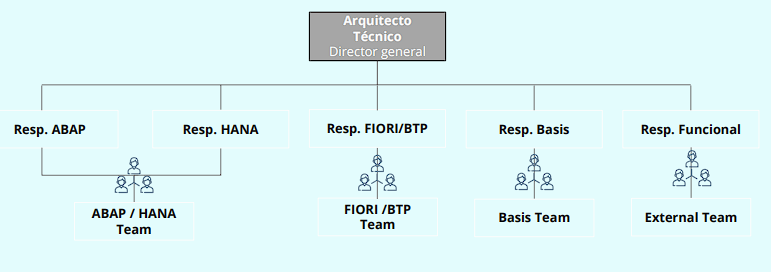 Arquitecto
Técnico
Director general
Resp. ABAP
Resp. HANA
Resp. FIORI/BTP
Resp. Basis
Resp. Funcional
ABAP / HANA
Team
FIORI /BTP
Team
Basis Team
External Team